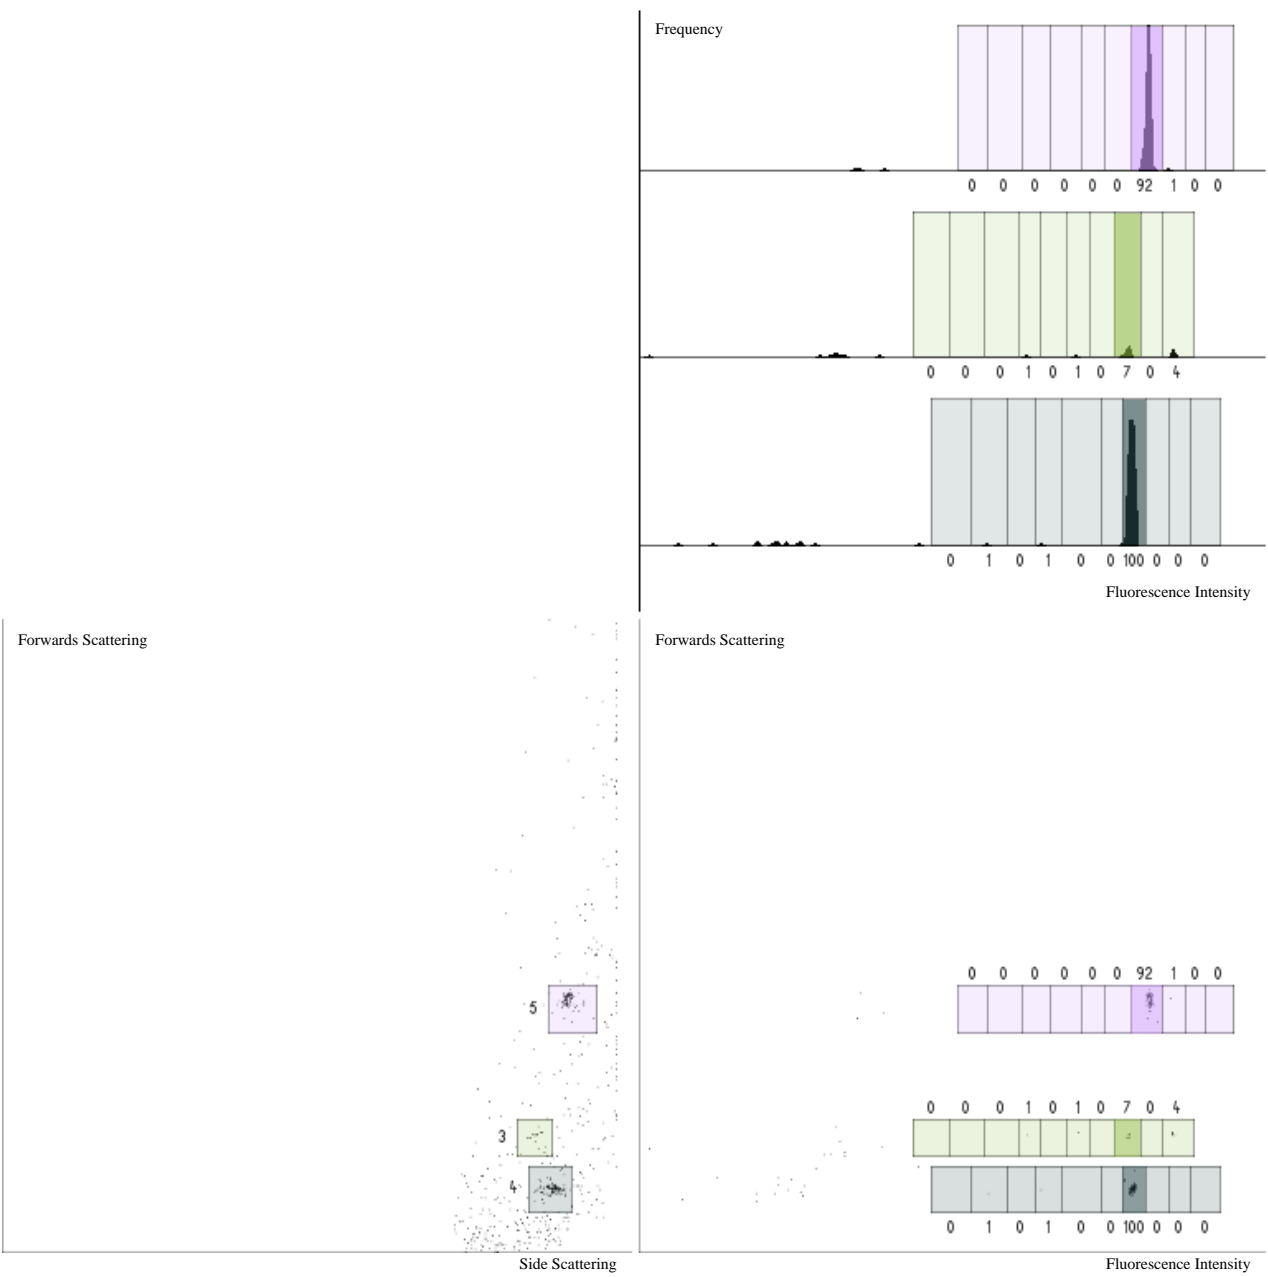 Frequency
0 0 0 0 0 0 92 1 0 0
0 0 0 1 0 1 0 7 0 4
0 1 0 1 0 0 100 0 0 0
Fluorescence Intensity
Forwards Scattering
Forwards Scattering
0 0 0 0 0 0 92 1 0 0
5
0 0 0 1 0 1 0 7 0 4
3
4
0 1 0 1 0 0 100 0 0 0
Side Scattering
Fluorescence Intensity